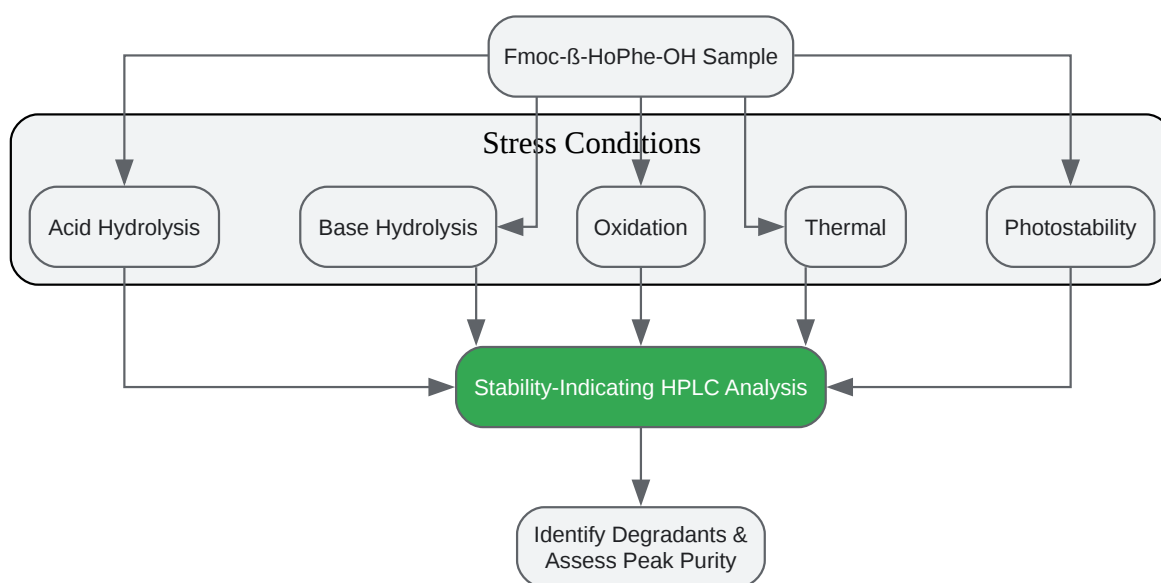 Fmoc-ß-HoPhe-OH Sample
Stress Conditions
Acid Hydrolysis
Base Hydrolysis
Oxidation
Thermal
Photostability
Stability-Indicating HPLC Analysis
Identify Degradants &
Assess Peak Purity